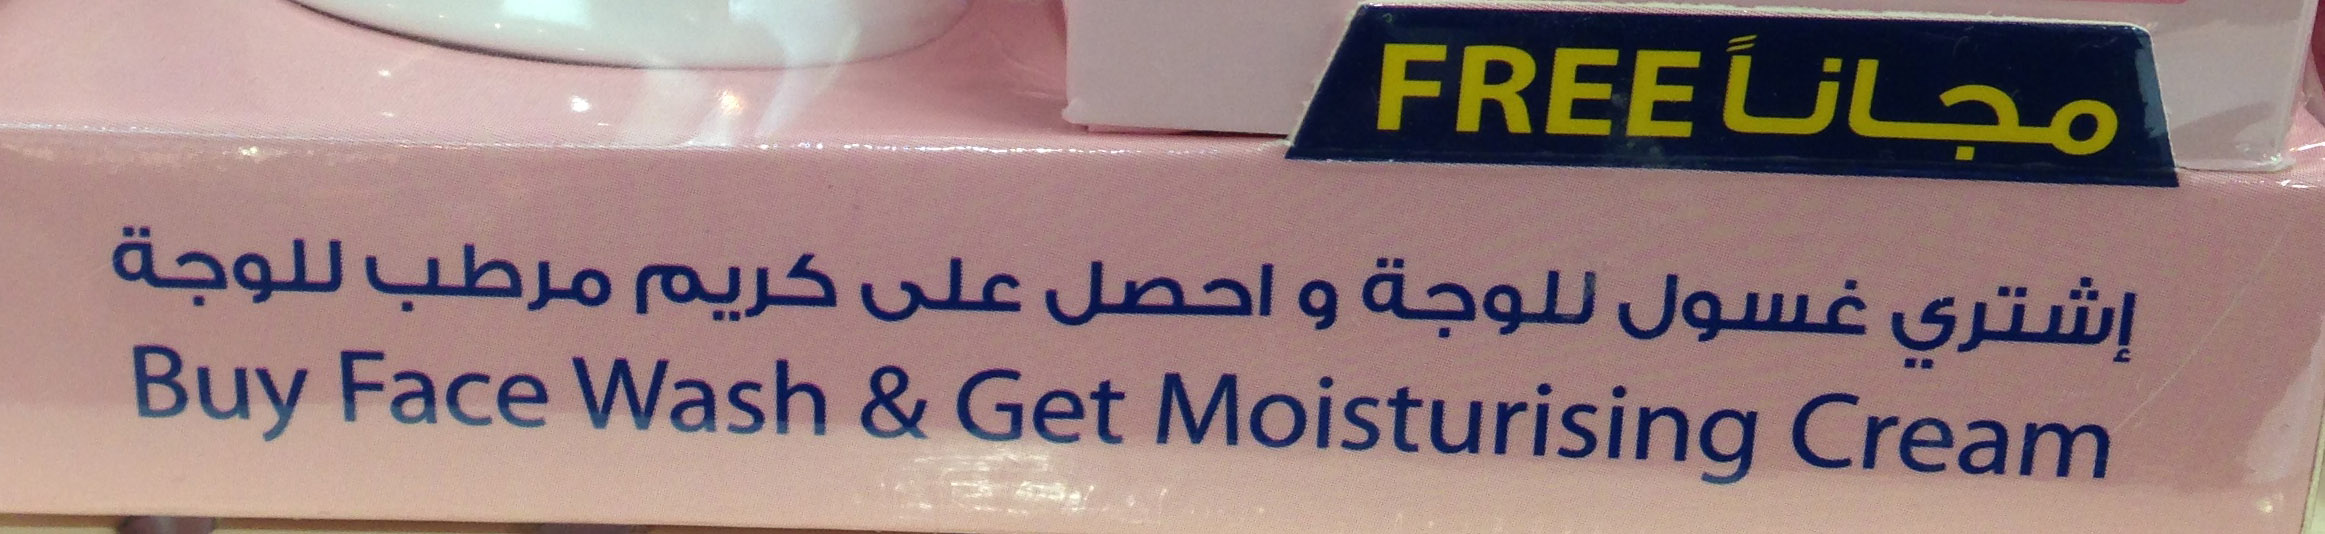 FREE مجاناً
إشتري غسول للوجة و احصل على كريم مرطب للوجة
Buy Face Wash & Get Moisturising Cream